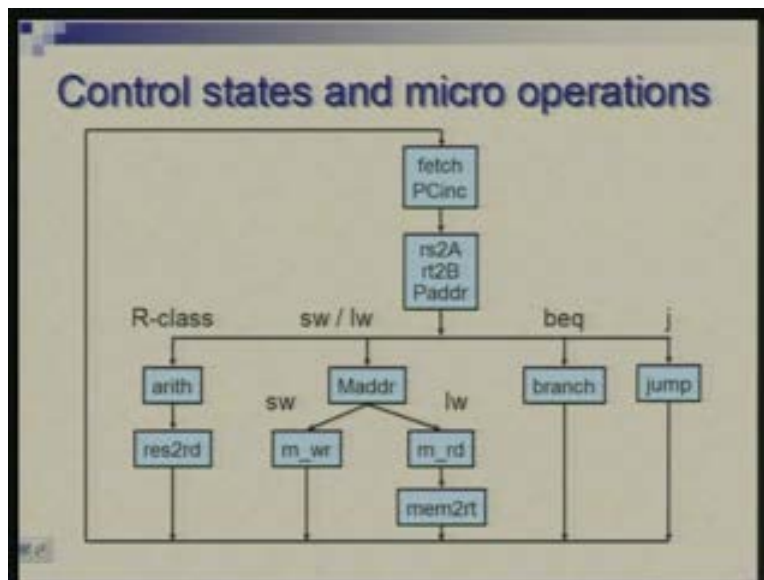 Control states and micro operations
fetch
PCinc
rs2A
rt2B
Paddr
R-class
sw / lw
beq
j
arith
Maddr
branch
jump
sw
lw
res2rd
m_wr
m_rd
mem2rt